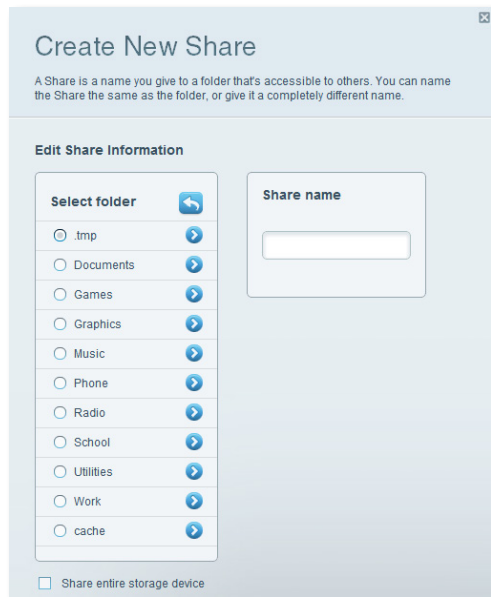 Create New Share
A Share is a name you give to a folder that's accessible to others. You can name
the Share the same as the folder, or give it a completely different name.
Edit Share Information
Select folder
.tmp
Documents
Games
Graphics
Music
Phone
Radio
School
Utilities
Work
cache
Share name
Share entire storage device